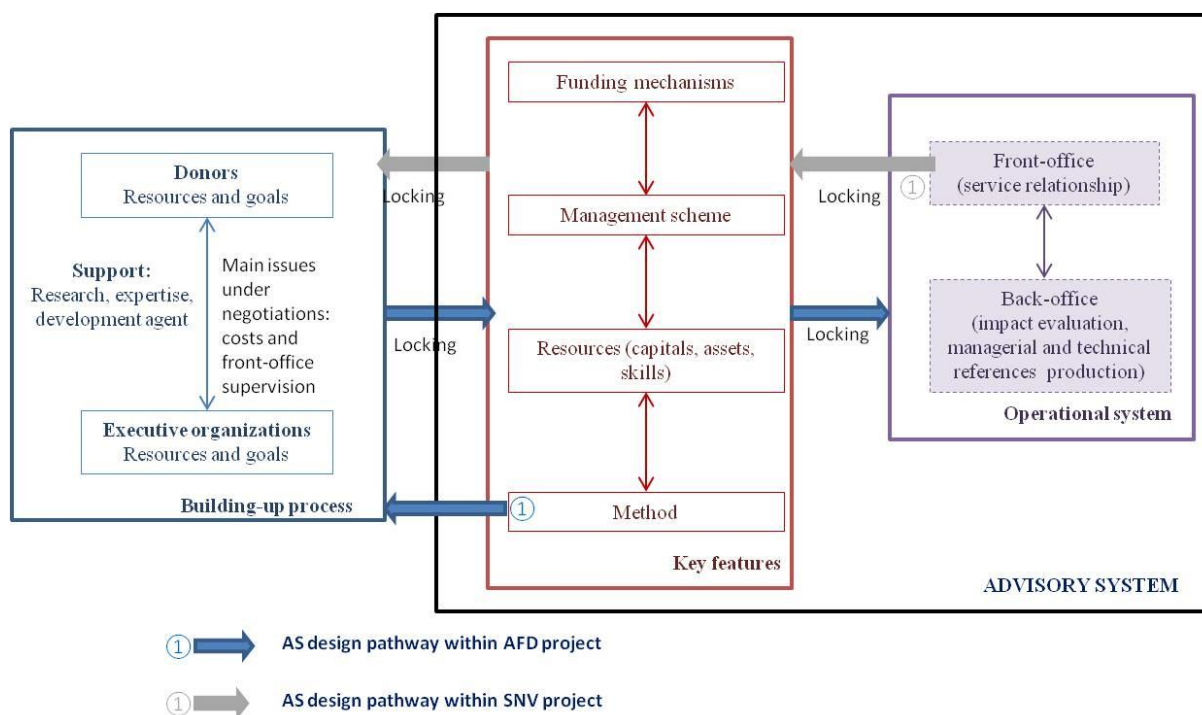 Donors
Resources and goals
Support:
Research, expertise,
development agent
Main issues
under
negotiations:
costs and
front-office
supervision
Executive organizations
Resources and goals
Building-up process
Locking
Locking
Funding mechanisms
Management scheme
Resources (capitals, assets,
skills)
Method
1
Key features
Locking
Locking
1
Front-office
(service relationship)
Back-office
(impact evaluation,
managerial and technical
references production)
Operational system
ADVISORY SYSTEM
1 AS design pathway within AFD project
1 AS design pathway within SNV project